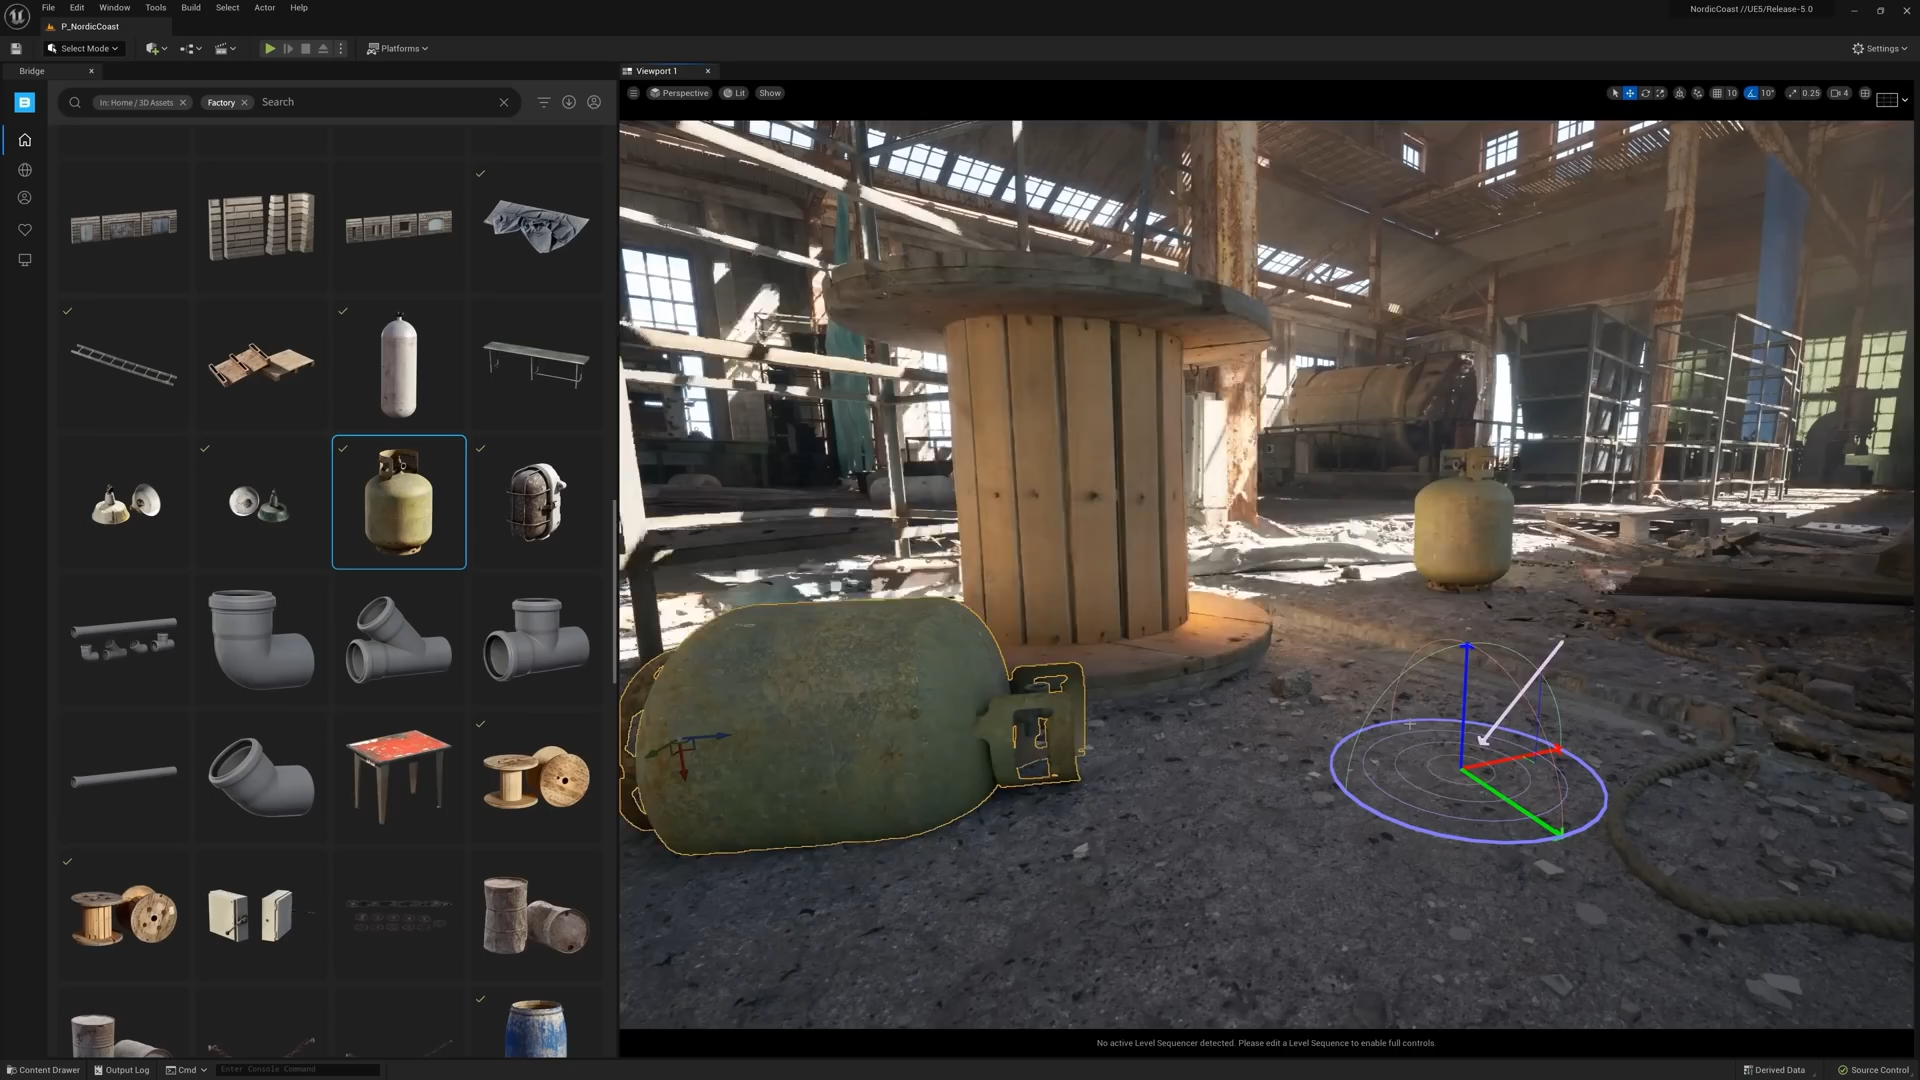 File Edit Window Tools Build Select Actor Help
NordicCoast //UE5/Release-5.0
P_NordicCoast
Select Mode
Platforms
Settings
Bridge
Viewport 1
In: Home / 3D Assets
Factory
Search
Perspective
Lit
Show
10
10°
0.25
4
No active Level Sequencer detected. Please edit a Level Sequence to enable full controls.
Content Drawer
Output Log
Cmd
Enter Console Command
Derived Data
Source Control